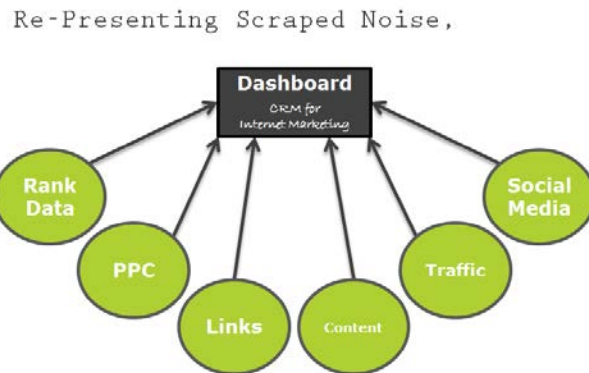 Re-Presenting Scraped Noise,
Dashboard
CRM for
Internet Marketing
Rank
Data
PPC
Links
Content
Traffic
Social
Media